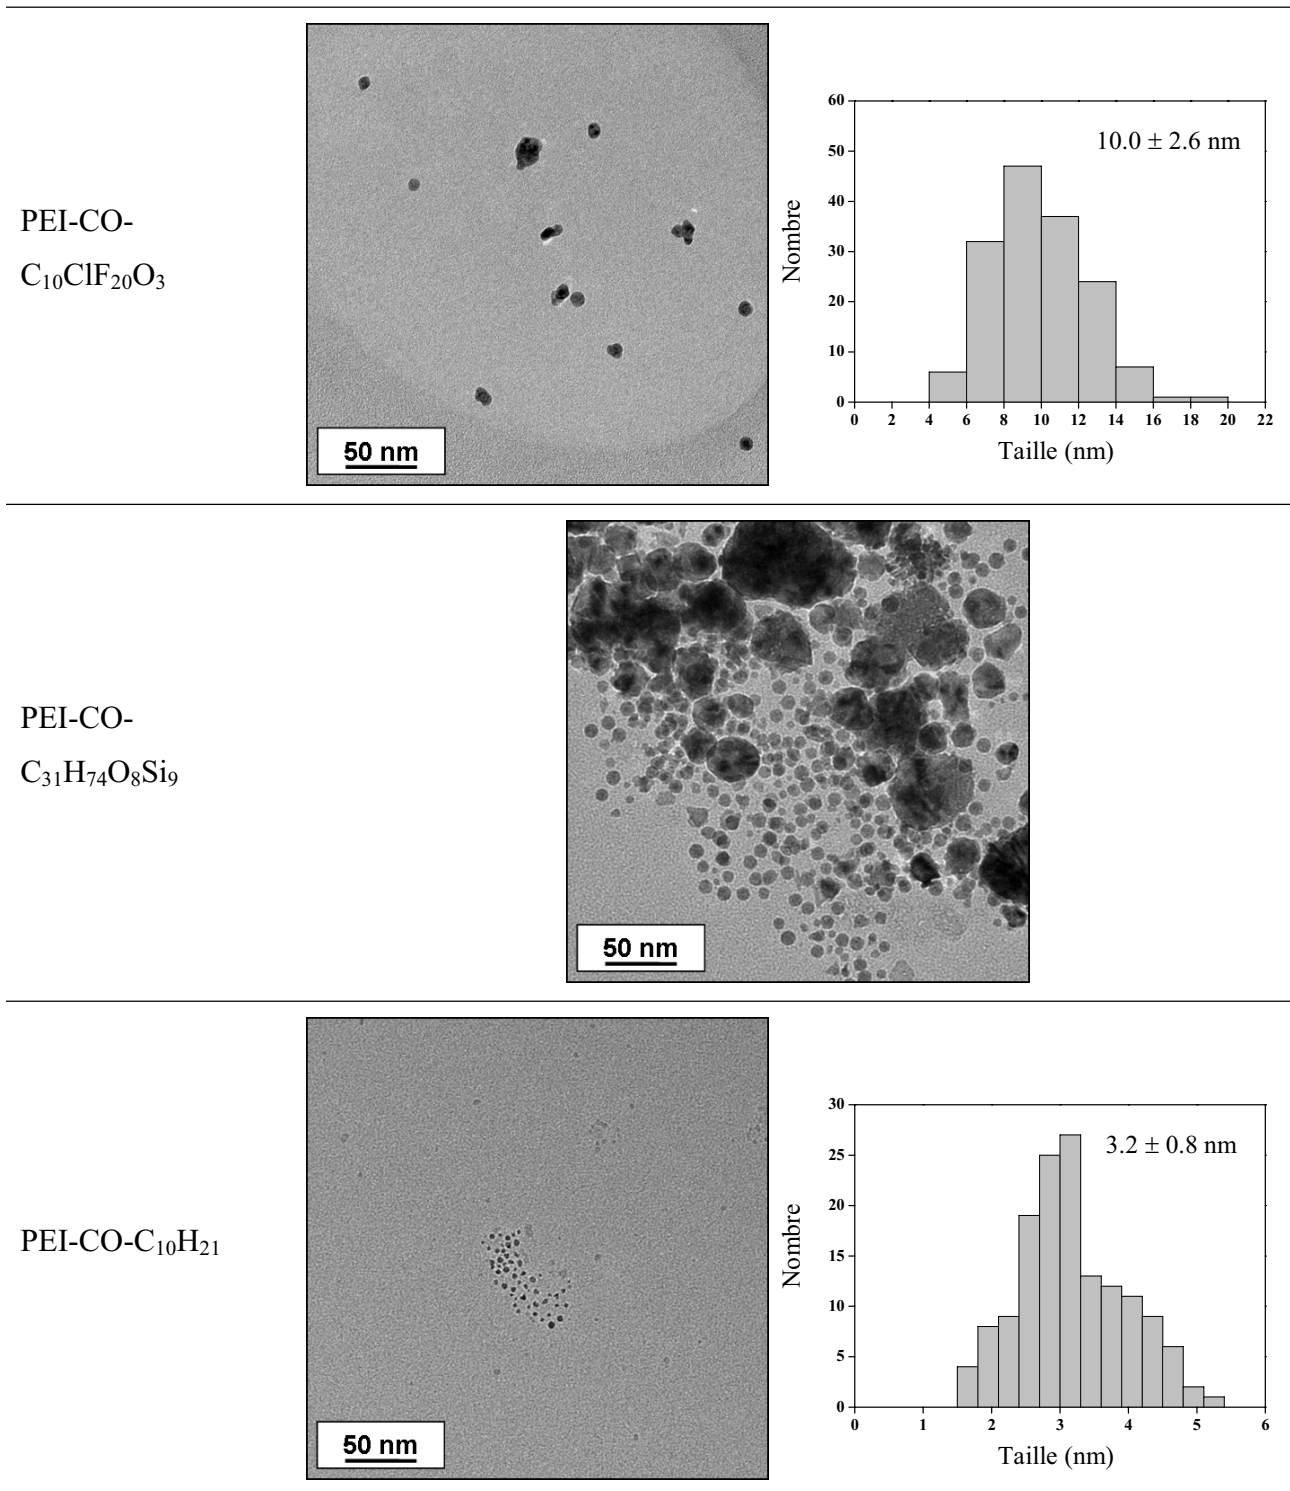 PEI-CO-
C₁₀ClF₂₀O₃
50 nm
60
50
40
30
20
10
0
Nombre
10.0 ± 2.6 nm
0 2 4 6 8 10 12 14 16 18 20 22
Taille (nm)
PEI-CO-
C₃₁H₇₄O₈Si₉
50 nm
PEI-CO-C₁₀H₂₁
50 nm
30
25
20
15
10
5
0
Nombre
3.2 ± 0.8 nm
0 1 2 3 4 5 6
Taille (nm)